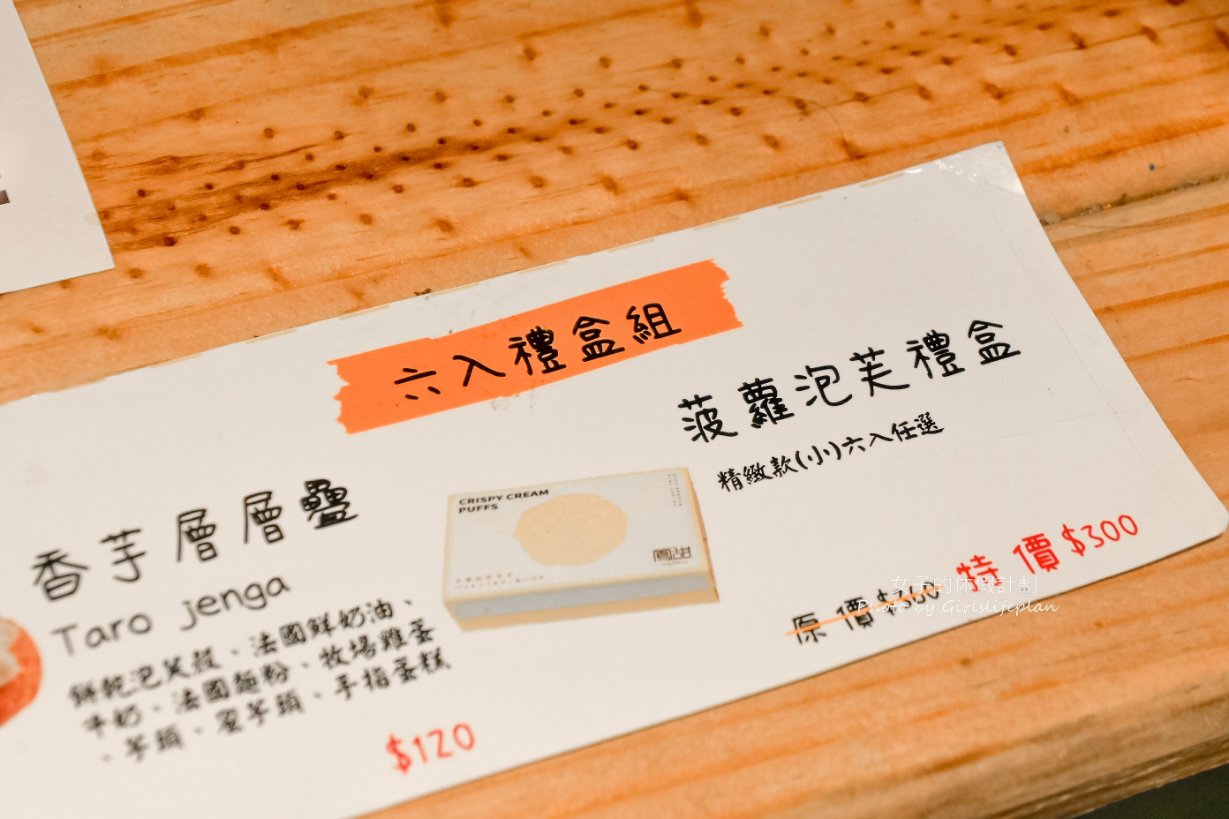 六入禮盒組
菠蘿泡芙禮盒
精緻款(小)六入任選
CRISPY CREAM
PUFFS
香芋層層疊
Taro jenga
餅乾泡芙殼、法國鮮奶油、
牛奶、法國麵粉、牧場雞蛋
、芋頭、蜜芋頭、手指蛋糕
$120
原價
特價$300
女子的休假計劃
Photo by Girlslifeplan